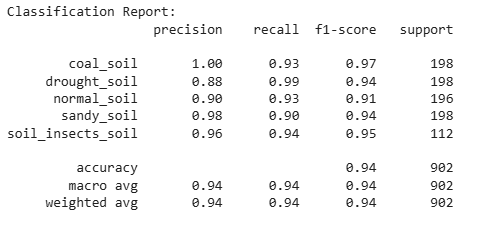 Classification Report:
precision recall f1-score support
coal_soil 1.00 0.93 0.97 198
drought_soil 0.88 0.99 0.94 198
normal_soil 0.90 0.93 0.91 196
sandy_soil 0.98 0.90 0.94 198
soil_insects_soil 0.96 0.94 0.95 112
accuracy 0.94 902
macro avg 0.94 0.94 0.94 902
weighted avg 0.94 0.94 0.94 902